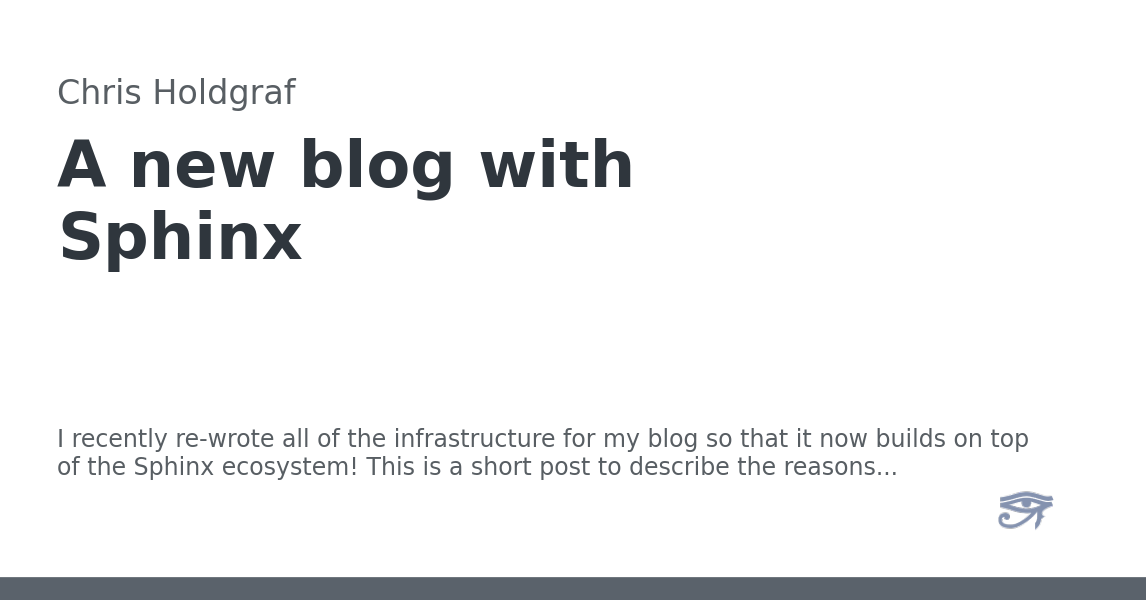 Chris Holdgraf
A new blog with
Sphinx
I recently re-wrote all of the infrastructure for my blog so that it now builds on top
of the Sphinx ecosystem! This is a short post to describe the reasons...